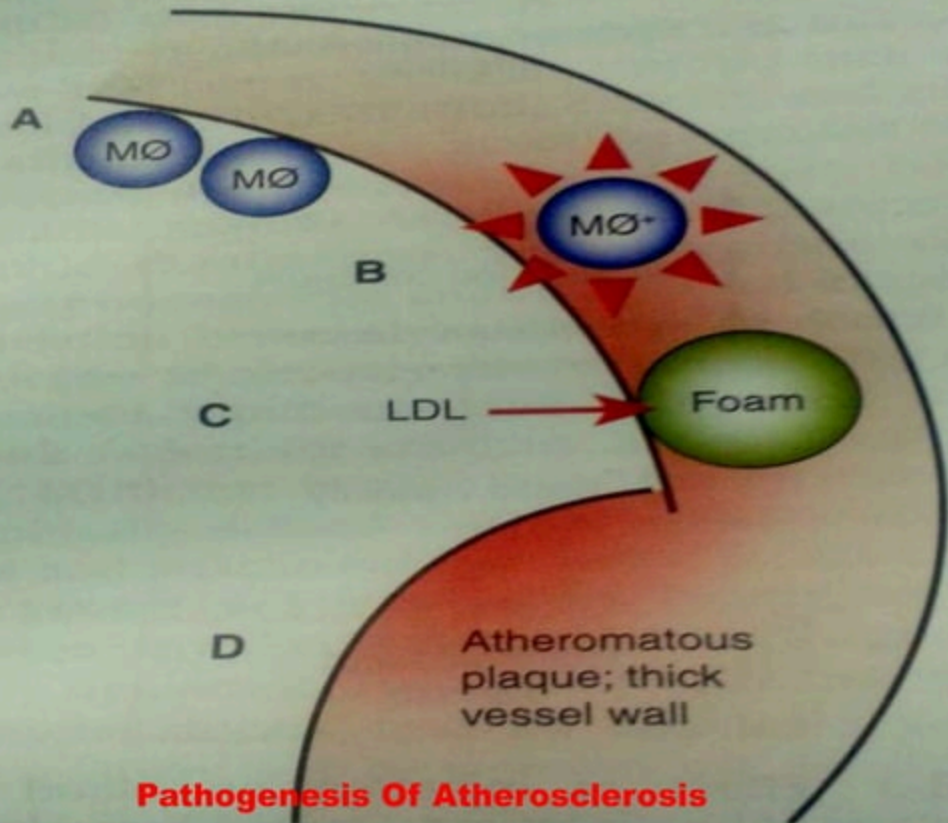 A
MØ
MØ
MØ+
B
C
LDL
Foam
D
Atheromatous
plaque; thick
vessel wall
Pathogenesis Of Atherosclerosis